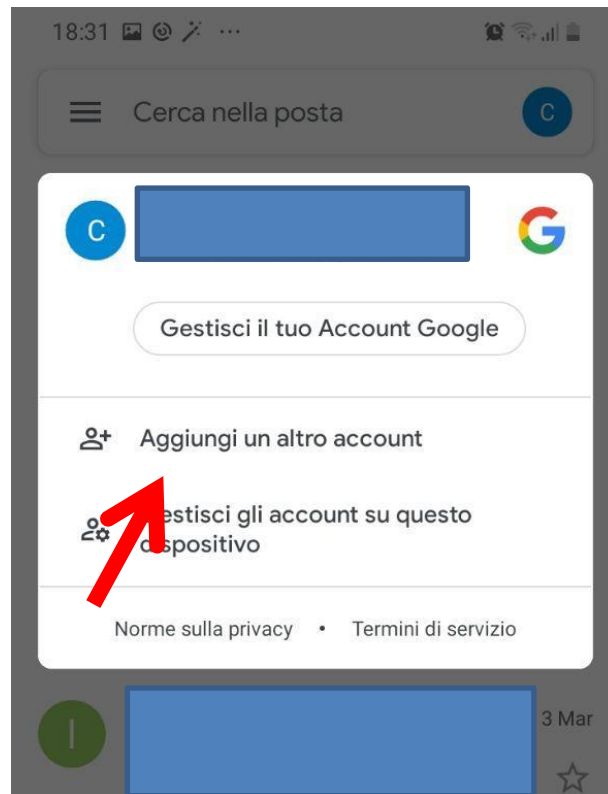 18:31
Cerca nella posta
C
C
G
Gestisci il tuo Account Google
Aggiungi un altro account
estisci gli account su questo
dispositivo
Norme sulla privacy • Termini di servizio
I
3 Mar